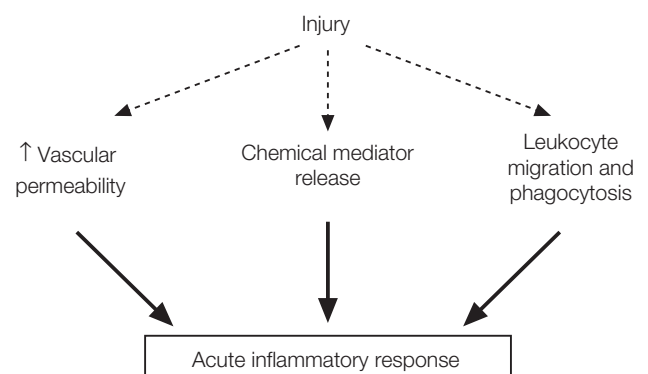 Injury
↑ Vascular
permeability
Chemical mediator
release
Leukocyte
migration and
phagocytosis
Acute inflammatory response